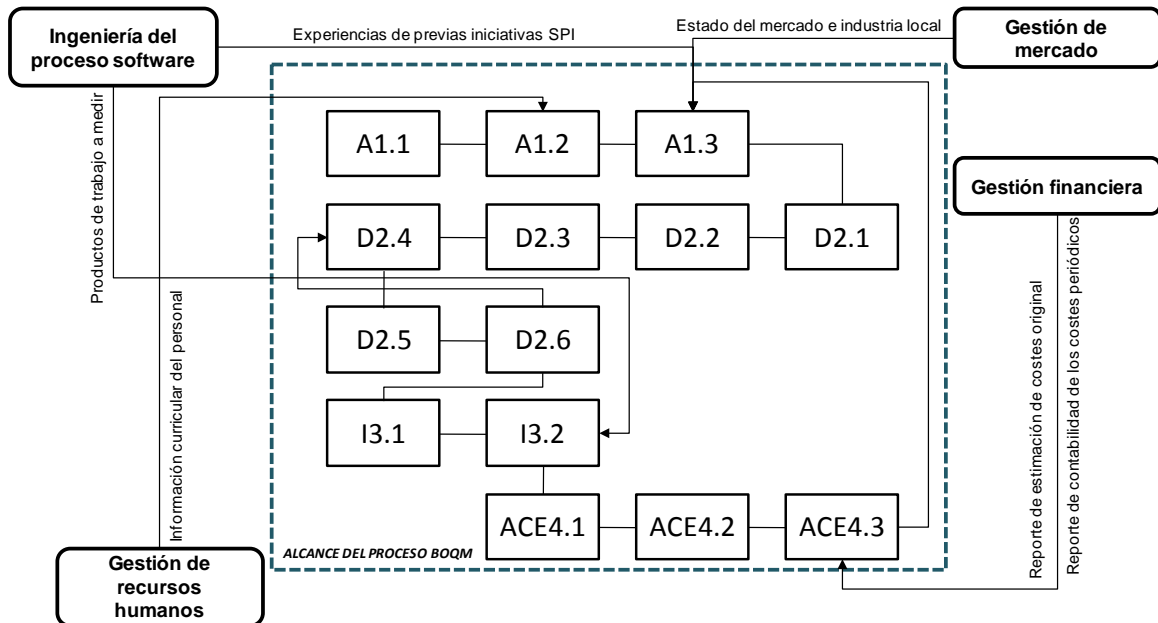 Ingeniería del
proceso software
Experiencias de previas iniciativas SPI
Estado del mercado e industria local
Gestión de
mercado
Productos de trabajo a medir
A1.1
A1.2
A1.3
Gestión financiera
D2.4
D2.3
D2.2
D2.1
D2.5
D2.6
Información curricular del personal
I3.1
I3.2
Reporte de estimación de costes original
Reporte de contabilidad de los costes periódicos
ACE4.1
ACE4.2
ACE4.3
ALCANCE DEL PROCESO BOQM
Gestión de
recursos
humanos